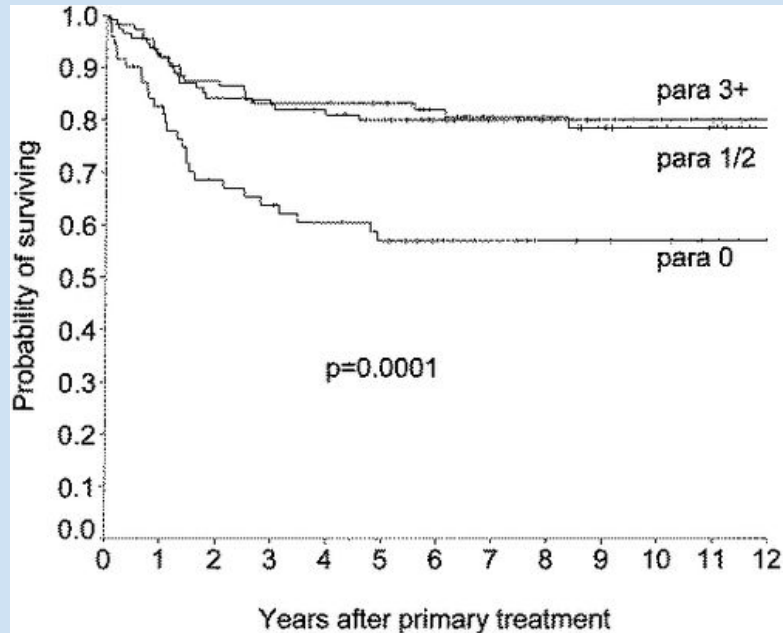 Probability of surviving
1.0
0.9
0.8
0.7
0.6
0.5
0.4
0.3
0.2
0.1
0.0
para 3+
para 1/2
para 0
p=0.0001
0 1 2 3 4 5 6 7 8 9 10 11 12
Years after primary treatment